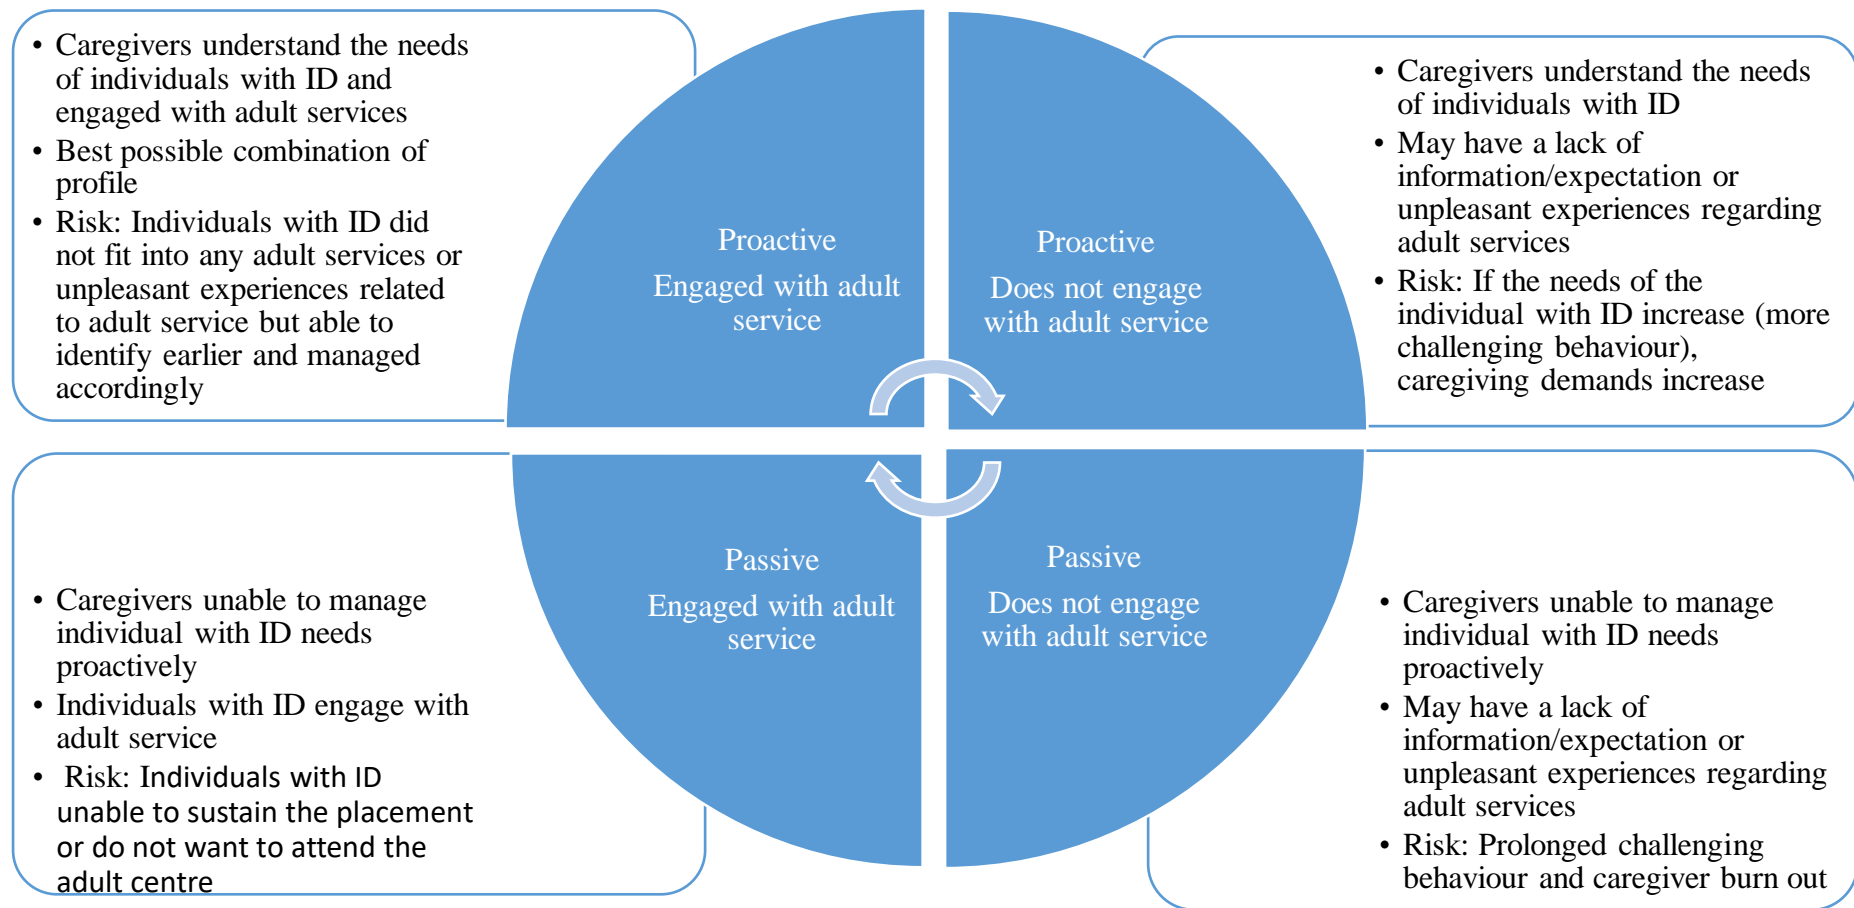 • Caregivers understand the needs
of individuals with ID and
engaged with adult services
• Best possible combination of
profile
• Risk: Individuals with ID did
not fit into any adult services or
unpleasant experiences related
to adult service but able to
identify earlier and managed
accordingly
Proactive
Engaged with adult
service
Proactive
Does not engage
with adult service
• Caregivers understand the needs
of individuals with ID
• May have a lack of
information/expectation or
unpleasant experiences regarding
adult services
• Risk: If the needs of the
individual with ID increase (more
challenging behaviour),
caregiving demands increase
• Caregivers unable to manage
individual with ID needs
proactively
• Individuals with ID engage with
adult service
• Risk: Individuals with ID
unable to sustain the placement
or do not want to attend the
adult centre
Passive
Engaged with adult
service
Passive
Does not engage
with adult service
• Caregivers unable to manage
individual with ID needs
proactively
• May have a lack of
information/expectation or
unpleasant experiences regarding
adult services
• Risk: Prolonged challenging
behaviour and caregiver burn out